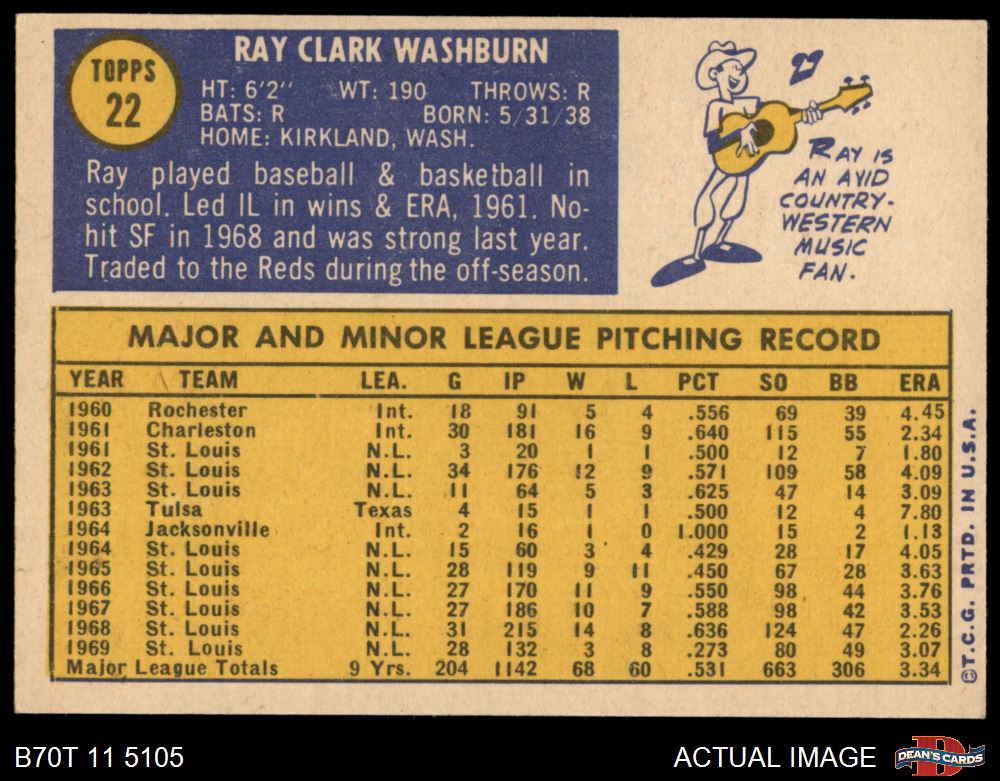 TOPPS
22
RAY CLARK WASHBURN
HT: 6'2" WT: 190 THROWS: R
BATS: R BORN: 5/31/38
HOME: KIRKLAND, WASH.
Ray played baseball & basketball in
school. Led IL in wins & ERA, 1961. No-
hit SF in 1968 and was strong last year.
Traded to the Reds during the off-season.
RAY IS
AN AVID
COUNTRY-
WESTERN
MUSIC
FAN.
MAJOR AND MINOR LEAGUE PITCHING RECORD
YEAR TEAM LEA. G IP W L PCT SO BB ERA
1960 Rochester Int. 18 91 5 4 .556 69 39 4.45
1961 Charleston Int. 30 181 16 9 .640 115 55 2.34
1961 St. Louis N.L. 3 20 1 1 .500 12 7 1.80
1962 St. Louis N.L. 34 176 12 9 .571 109 58 4.09
1963 St. Louis N.L. 11 64 5 3 .625 47 14 3.09
1963 Tulsa Texas 4 15 1 1 .500 12 4 7.80
1964 Jacksonville Int. 2 16 1 0 1.000 15 2 1.13
1964 St. Louis N.L. 15 60 3 4 .429 28 17 4.05
1965 St. Louis N.L. 28 119 9 11 .450 67 28 3.63
1966 St. Louis N.L. 27 170 11 9 .550 98 44 3.76
1967 St. Louis N.L. 27 186 10 7 .588 98 42 3.53
1968 St. Louis N.L. 31 215 14 8 .636 124 47 2.26
1969 St. Louis N.L. 28 132 3 8 .273 80 49 3.07
Major League Totals 9 Yrs. 204 1142 68 60 .531 663 306 3.34
©T.C.G. PRTD. IN U.S.A.
B70T 11 5105
ACTUAL IMAGE
DEAN'S CARDS